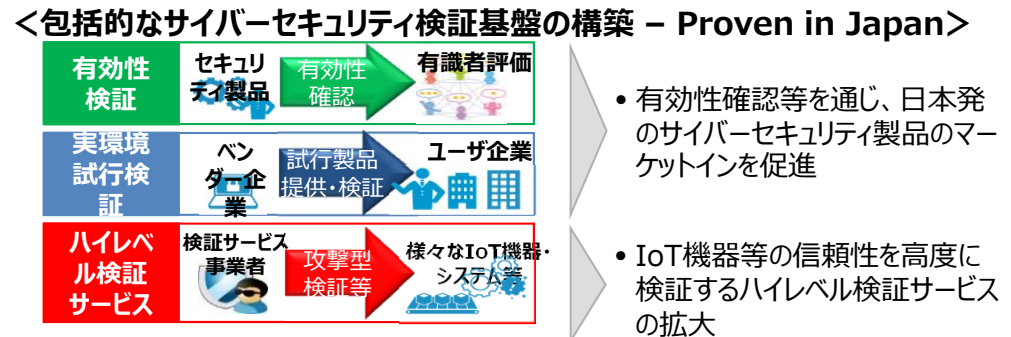 ＜包括的なサイバーセキュリティ検証基盤の構築 – Proven in Japan＞
有効性
検証
セキュリ
ティ製品
有効性
確認
有識者評価
• 有効性確認等を通じ、日本発
のサイバーセキュリティ製品のマー
ケットインを促進
実環境
試行検
証
ベン
ダー企
業
試行製品
提供・検証
ユーザ企業
ハイレベ
ル検証
サービス
検証サービス
事業者
攻撃型
検証等
様々なIoT機器・
システム等
• IoT機器等の信頼性を高度に
検証するハイレベル検証サービス
の拡大